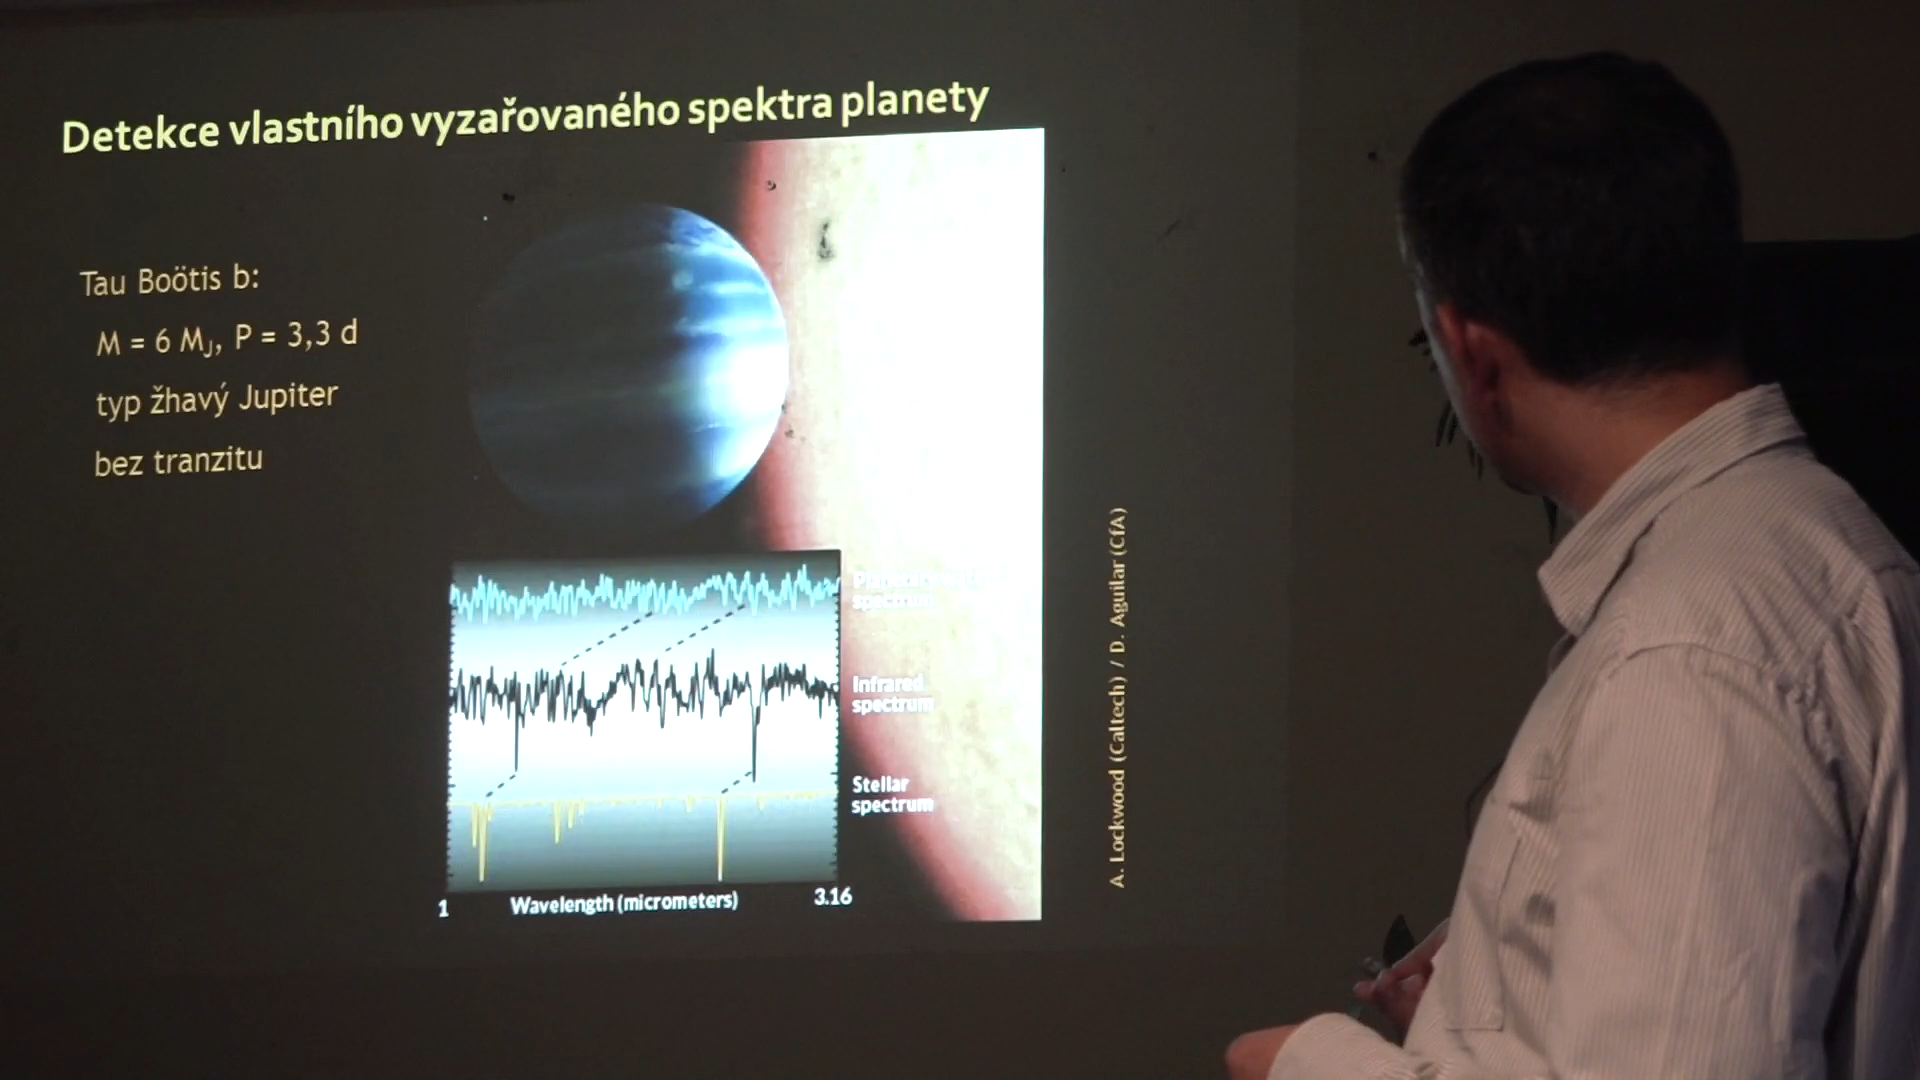 Detekce vlastního vyzařovaného spektra planety
Tau Boötis b:
M = 6 MJ, P = 3,3 d
typ žhavý Jupiter
bez tranzitu
spectrum
Infrared
spectrum
Stellar
spectrum
1
Wavelength (micrometers)
3.16
A. Lockwood (Caltech) / D. Aguilar (CfA)